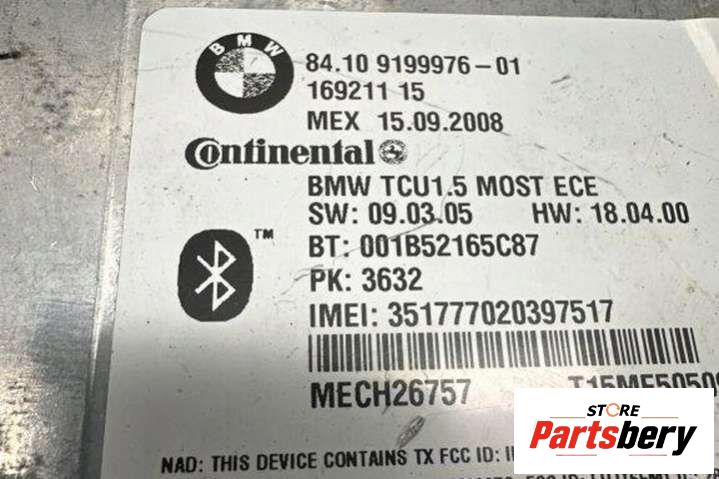 BMW
84.10 9199976-01
169211 15
MEX 15.09.2008
Continental
BMW TCU1.5 MOST ECE
SW: 09.03.05 HW: 18.04.00
TM
BT: 001B52165C87
PK: 3632
IMEI: 351777020397517
MECH26757
STORE
Partsbery
NAD: THIS DEVICE CONTAINS TX FCC ID: